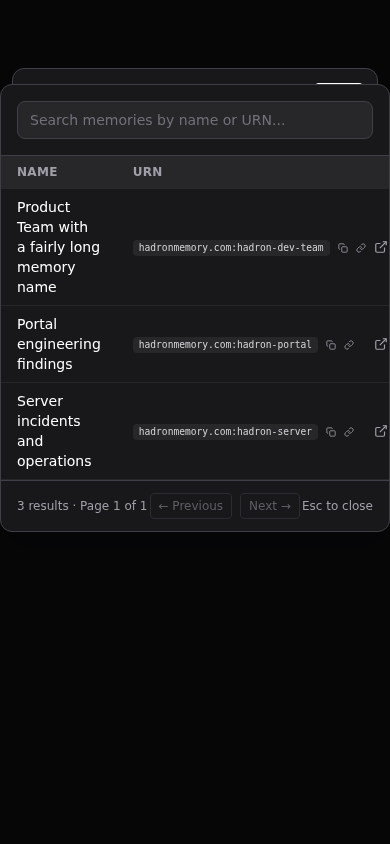 Search memories by name or URN...
NAME URN
Product
Team with
a fairly long
memory
name
hadronmemory.com:hadron-dev-team
Portal
engineering
findings
hadronmemory.com:hadron-portal
Server
incidents
and
operations
hadronmemory.com:hadron-server
3 results · Page 1 of 1 ← Previous Next → Esc to close